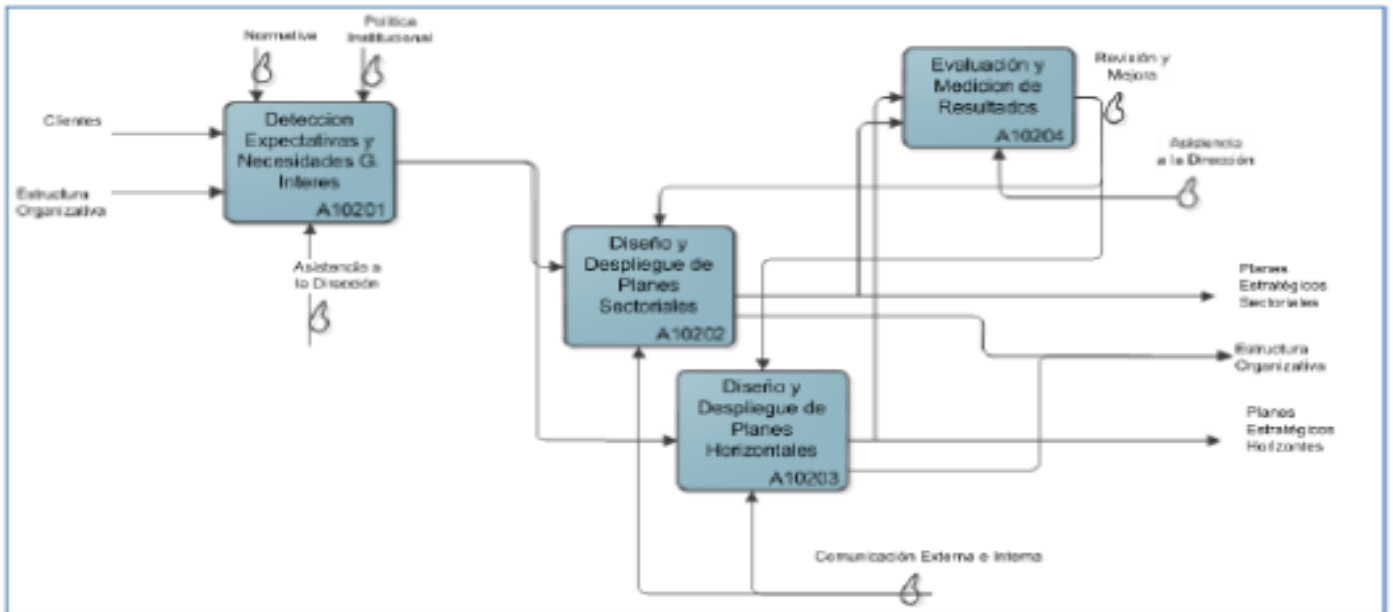 Normativa
Política
Institucional
Clientes
Estructura
Organizativa
Deteccion
Expectativas y
Necesidades G.
Interes
A10201
Asistencia a
la Dirección
Evaluación y
Medicion de
Resultados
A10204
Revisión y
Mejora
Asistencia
a la Dirección
Diseño y
Despliegue de
Planes
Sectoriales
A10202
Planes
Estratégicos
Sectoriales
Estructura
Organizativa
Diseño y
Despliegue de
Planes
Horizontales
A10203
Planes
Estratégicos
Horizontes
Comunicación Externa e Interna